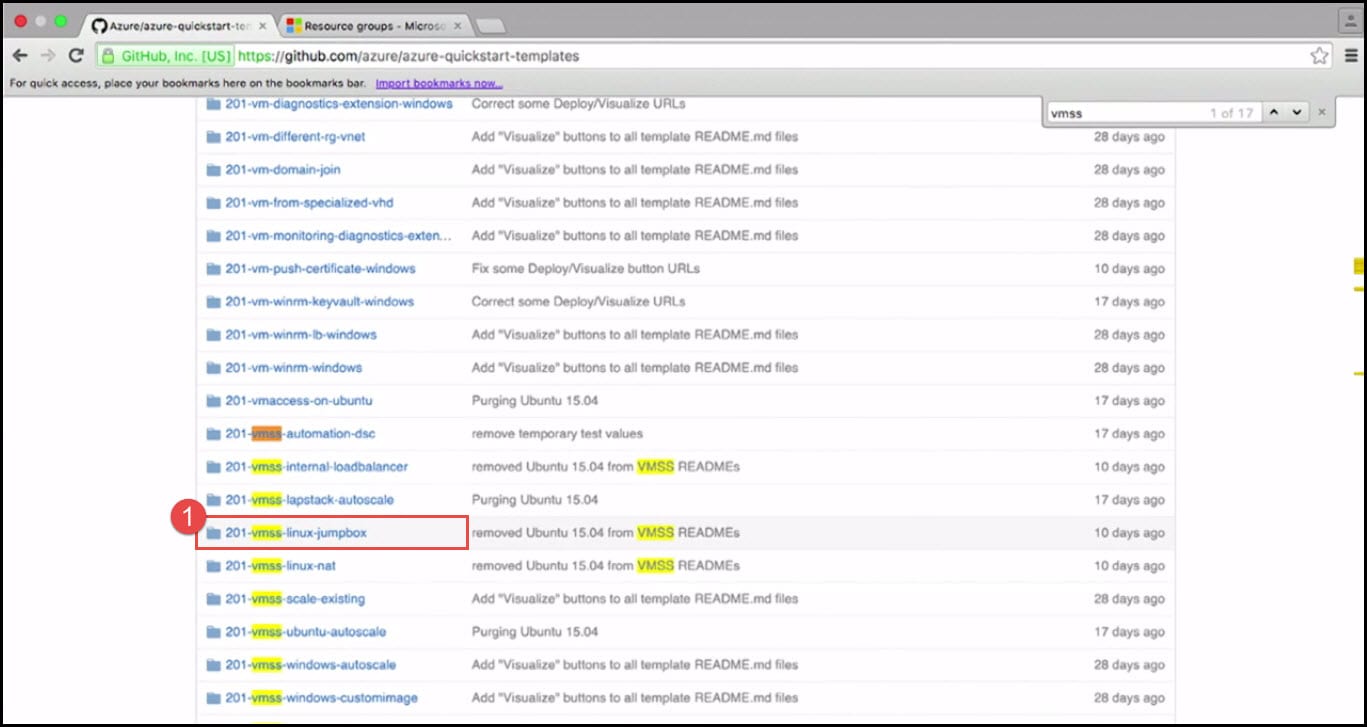 Azure/azure-quickstart-ten × Resource groups - Microso ×
GitHub, Inc. [US] https://github.com/azure/azure-quickstart-templates
For quick access, place your bookmarks here on the bookmarks bar. Import bookmarks now...
vmss 1 of 17 ×
201-vm-diagnostics-extension-windows Correct some Deploy/Visualize URLs
201-vm-different-rg-vnet Add "Visualize" buttons to all template README.md files 28 days ago
201-vm-domain-join Add "Visualize" buttons to all template README.md files 28 days ago
201-vm-from-specialized-vhd Add "Visualize" buttons to all template README.md files 28 days ago
201-vm-monitoring-diagnostics-exten... Add "Visualize" buttons to all template README.md files 28 days ago
201-vm-push-certificate-windows Fix some Deploy/Visualize button URLs 10 days ago
201-vm-winrm-keyvault-windows Correct some Deploy/Visualize URLs 17 days ago
201-vm-winrm-lb-windows Add "Visualize" buttons to all template README.md files 28 days ago
201-vm-winrm-windows Add "Visualize" buttons to all template README.md files 28 days ago
201-vmaccess-on-ubuntu Purging Ubuntu 15.04 17 days ago
201-vmss-automation-dsc remove temporary test values 17 days ago
201-vmss-internal-loadbalancer removed Ubuntu 15.04 from VMSS READMEs 10 days ago
201-vmss-lapstack-autoscale Purging Ubuntu 15.04 17 days ago
1
201-vmss-linux-jumpbox removed Ubuntu 15.04 from VMSS READMEs 10 days ago
201-vmss-linux-nat removed Ubuntu 15.04 from VMSS READMEs 10 days ago
201-vmss-scale-existing Add "Visualize" buttons to all template README.md files 28 days ago
201-vmss-ubuntu-autoscale Purging Ubuntu 15.04 17 days ago
201-vmss-windows-autoscale Add "Visualize" buttons to all template README.md files 28 days ago
201-vmss-windows-customimage Add "Visualize" buttons to all template README.md files 28 days ago